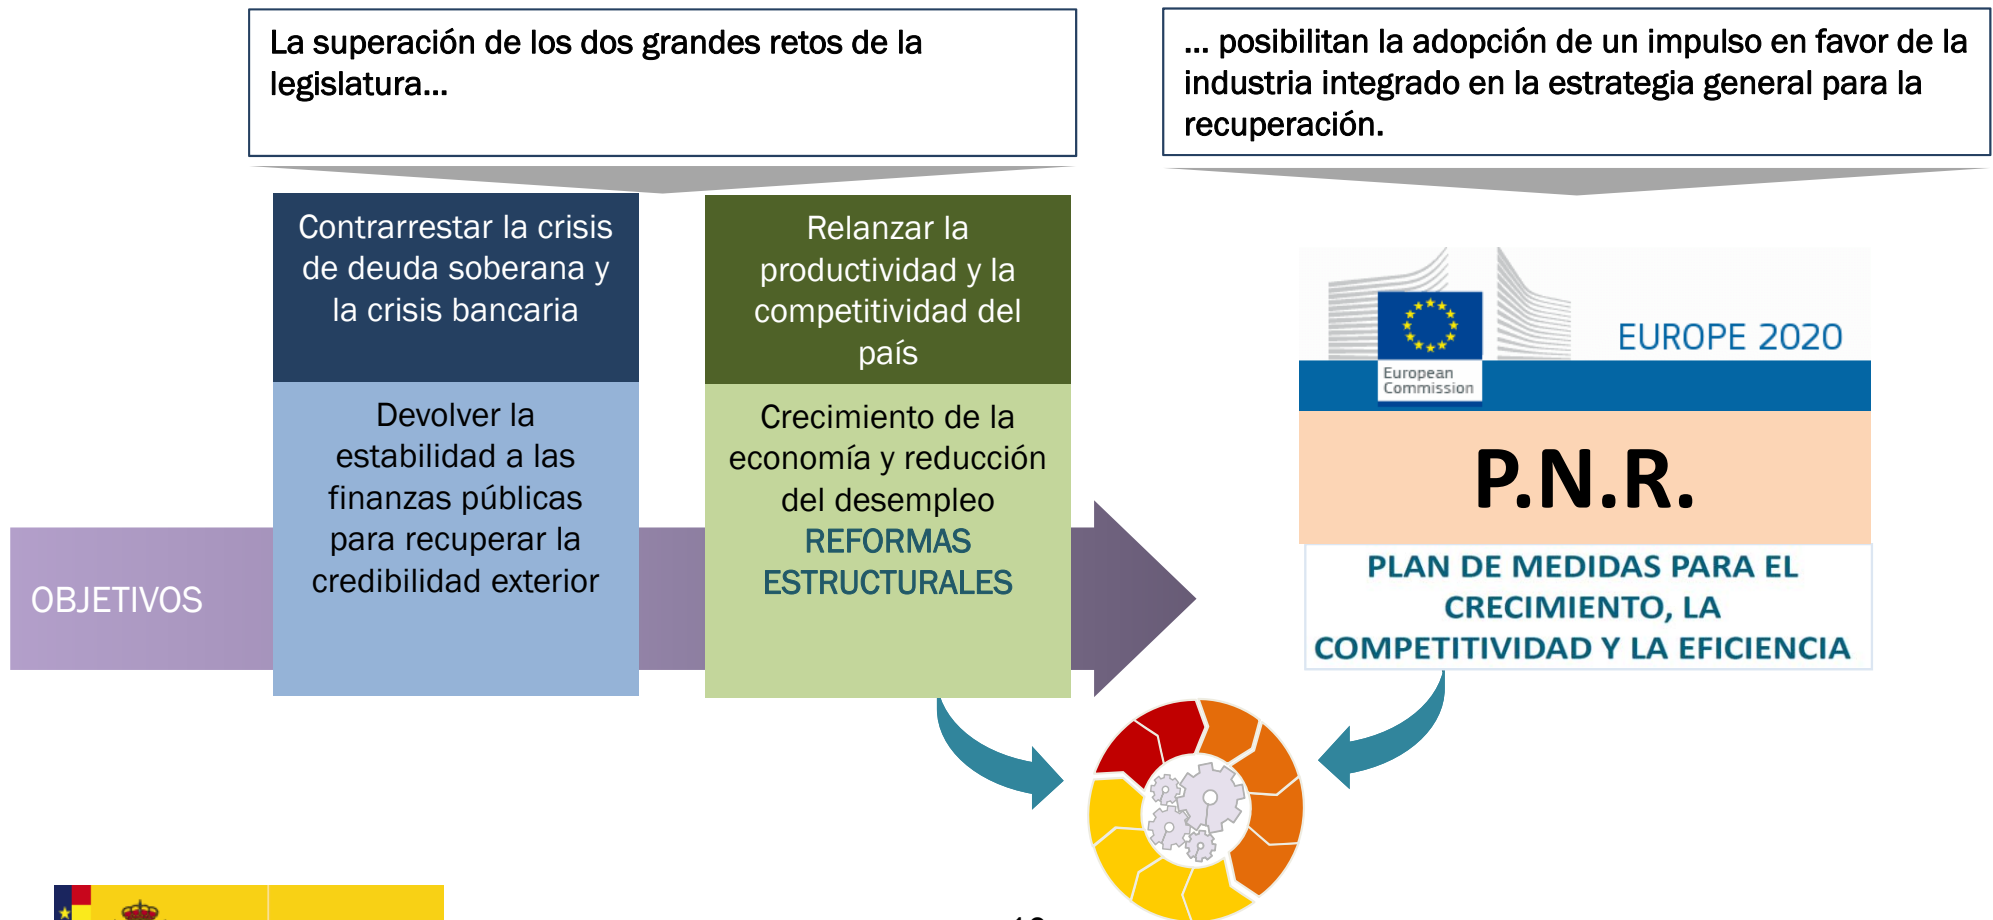 La superación de los dos grandes retos de la
legislatura...
... posibilitan la adopción de un impulso en favor de la
industria integrado en la estrategia general para la
recuperación.
Contrarrestar la crisis
de deuda soberana y
la crisis bancaria
Relanzar la
productividad y la
competitividad del
país
Devolver la
estabilidad a las
finanzas públicas
para recuperar la
credibilidad exterior
Crecimiento de la
economía y reducción
del desempleo
REFORMAS
ESTRUCTURALES
OBJETIVOS
EUROPE 2020
European
Commission
P.N.R.
PLAN DE MEDIDAS PARA EL
CRECIMIENTO, LA
COMPETITIVIDAD Y LA EFICIENCIA